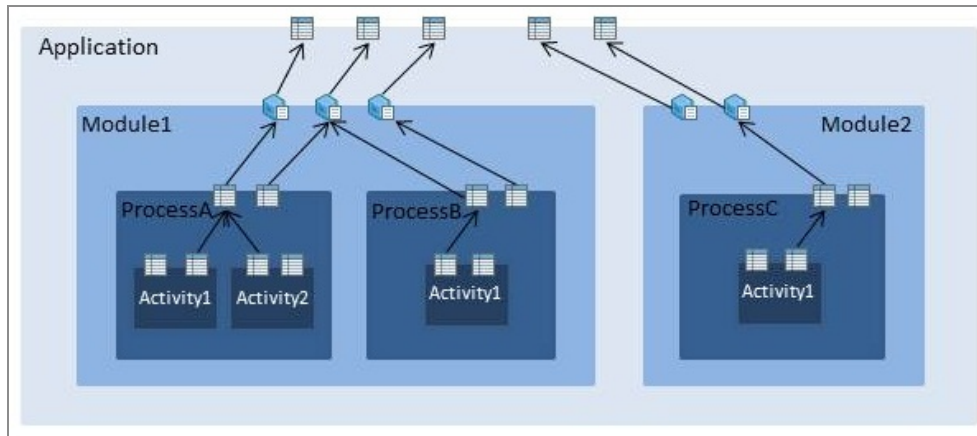 Application
Module1
Module2
ProcessA
ProcessB
ProcessC
Activity1
Activity2
Activity1
Activity1